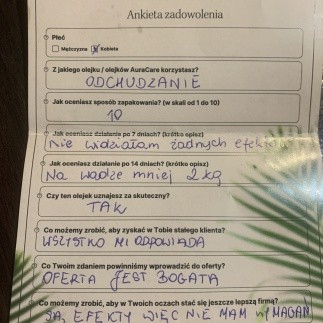 Ankieta zadowolenia
Płeć
Mężczyzna Kobieta
Z jakiego olejku / olejków AuraCare korzystasz?
ODCHUDZANIE
Jak oceniasz sposób zapakowania? (w skali od 1 do 10)
10
Jak oceniasz działanie po 7 dniach? (krótko opisz)
Nie widziałam żadnych efektów
Jak oceniasz działanie po 14 dniach? (krótko opisz)
Na wadze mniej 2 kg
Czy ten olejek uznajesz za skuteczny?
TAK
Co możemy zrobić, aby zyskać w Tobie stałego klienta?
WSZYSTKO MI ODPOWIADA
Co Twoim zdaniem powinniśmy wprowadzić do oferty?
OFERTA JEST BOGATA
Co możemy zrobić, aby w Twoich oczach stać się jeszcze lepszą firmą?
SĄ EFEKTY WIĘC NIE MAM WYMAGAŃ